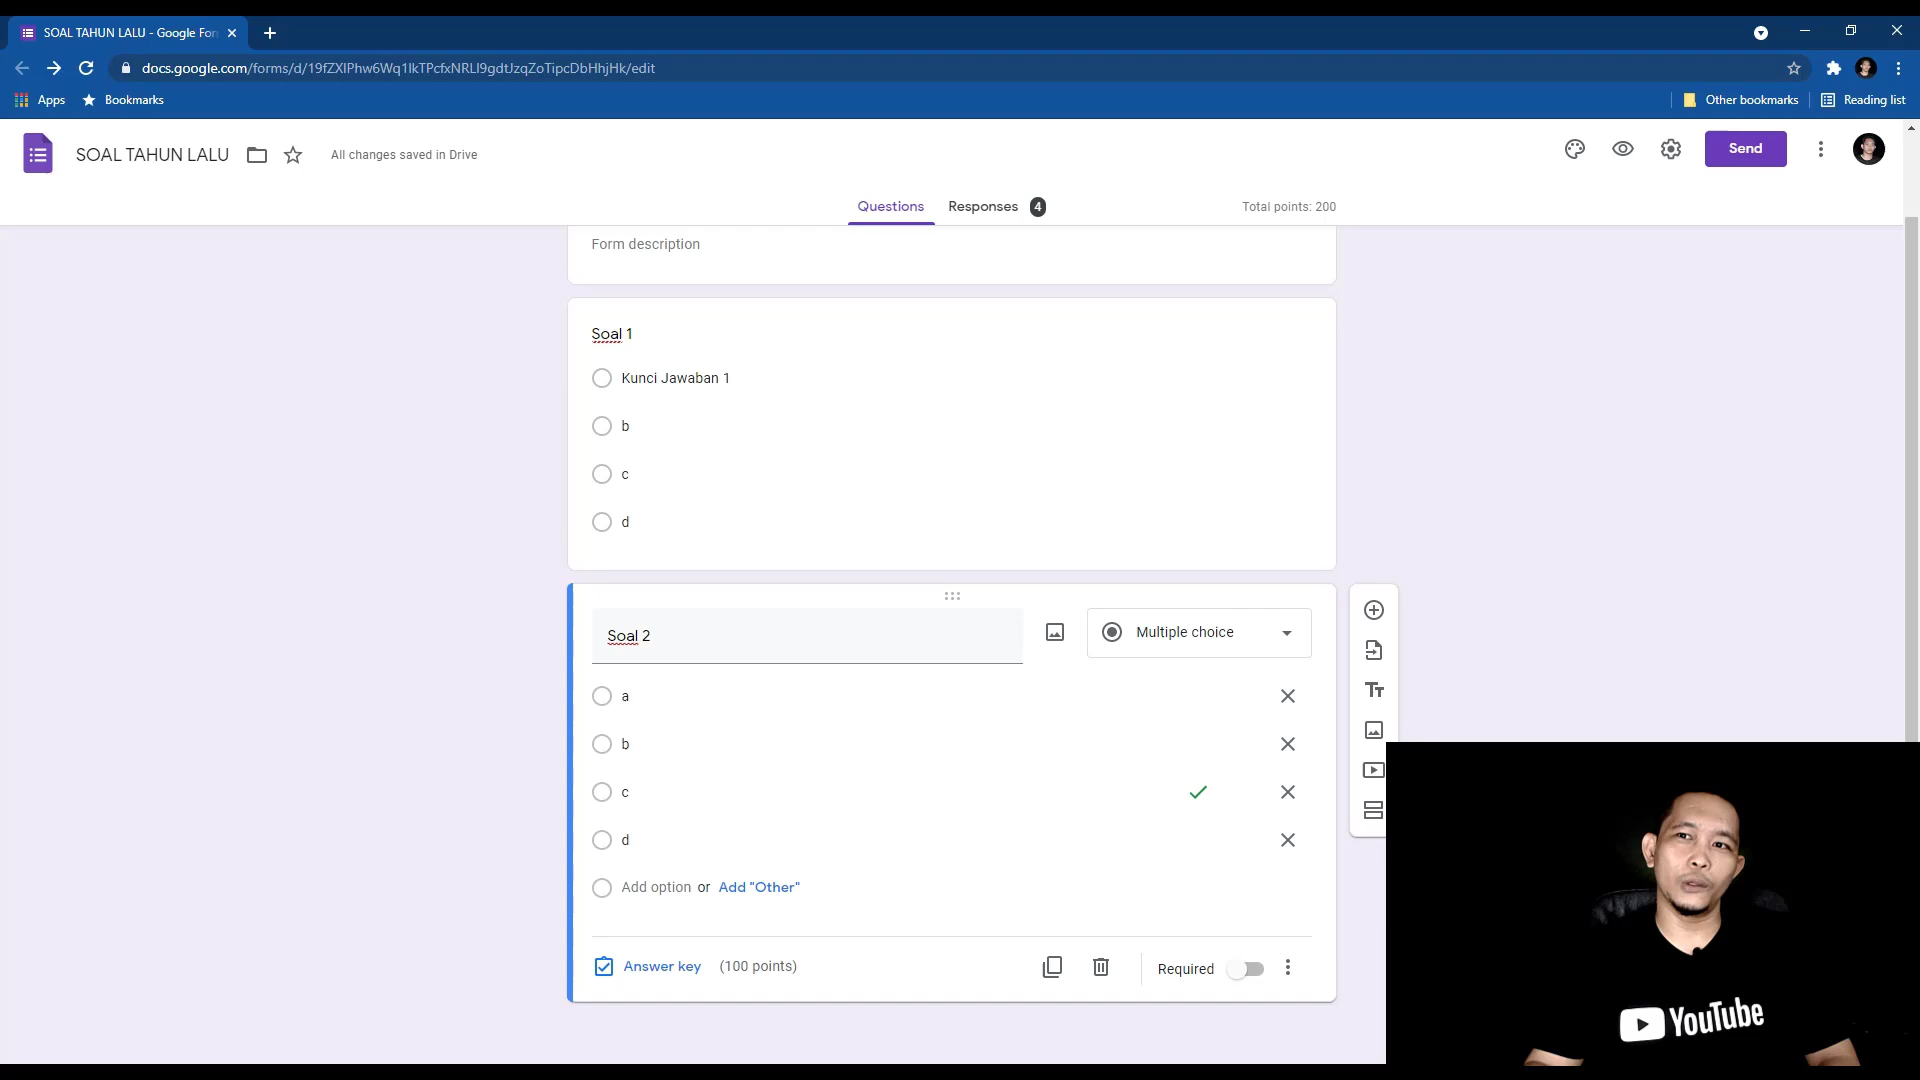 SOAL TAHUN LALU - Google For
docs.google.com/forms/d/19fZXlPhw6Wq1lkTPcfxNRLl9gdtJzqZoTipcDbHhjHk/edit
Apps
Bookmarks
Other bookmarks
Reading list
SOAL TAHUN LALU
All changes saved in Drive
Send
Questions
Responses 4
Total points: 200
Form description
Soal 1
Kunci Jawaban 1
b
c
d
Soal 2
Multiple choice
a
b
c
d
Add option or Add "Other"
Answer key (100 points)
Required
YouTube